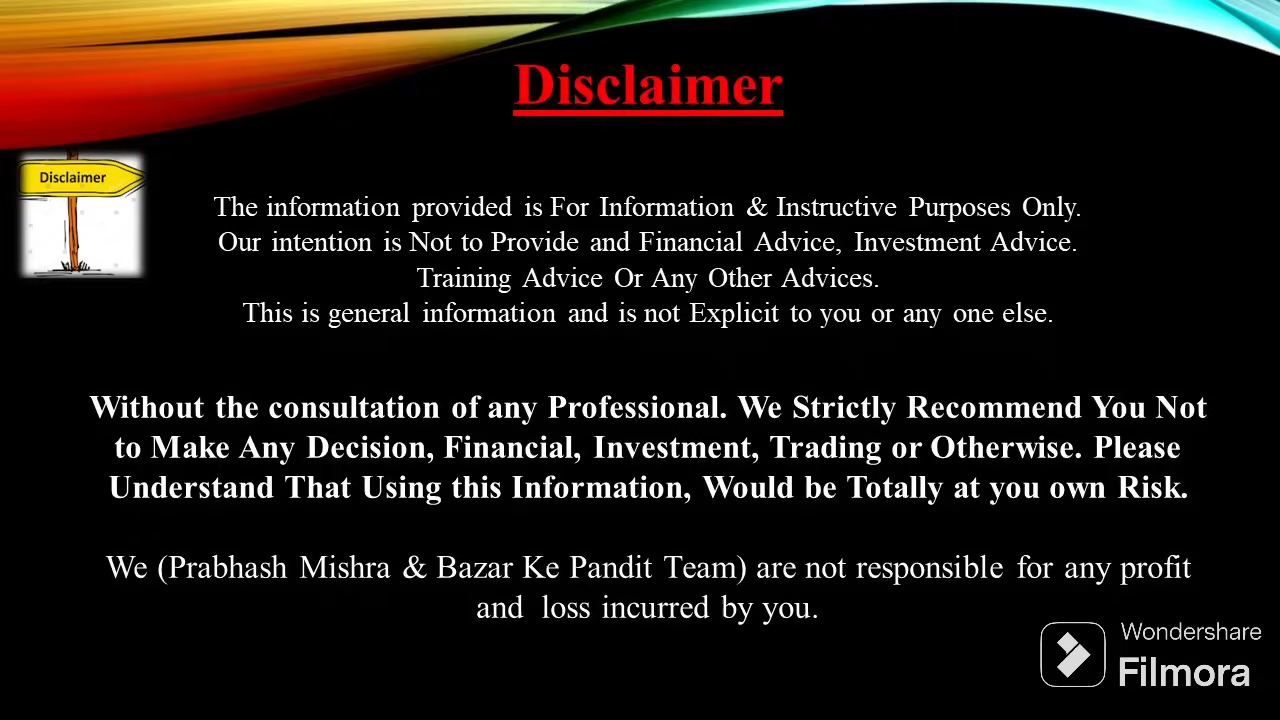 Disclaimer
Disclaimer
The information provided is For Information & Instructive Purposes Only.
Our intention is Not to Provide and Financial Advice, Investment Advice.
Training Advice Or Any Other Advices.
This is general information and is not Explicit to you or any one else.
Without the consultation of any Professional. We Strictly Recommend You Not
to Make Any Decision, Financial, Investment, Trading or Otherwise. Please
Understand That Using this Information, Would be Totally at you own Risk.
We (Prabhash Mishra & Bazar Ke Pandit Team) are not responsible for any profit
and loss incurred by you.
Wondershare
Filmora